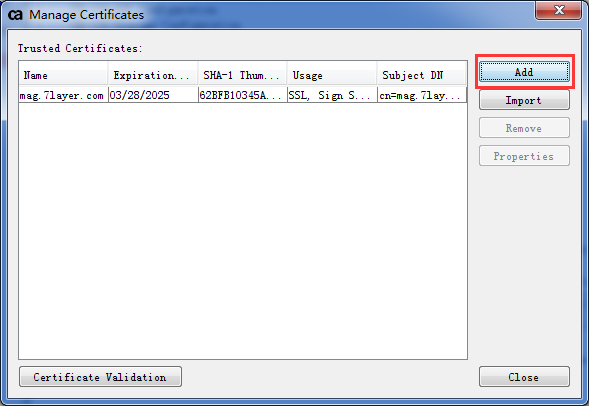 ca Manage Certificates
Trusted Certificates:
Name Expiration... SHA-1 Thum... Usage Subject DN
mag.7layer.com 03/28/2025 62BFB10345A... SSL, Sign S... cn=mag.7lay...
Add
Import
Remove
Properties
Certificate Validation
Close